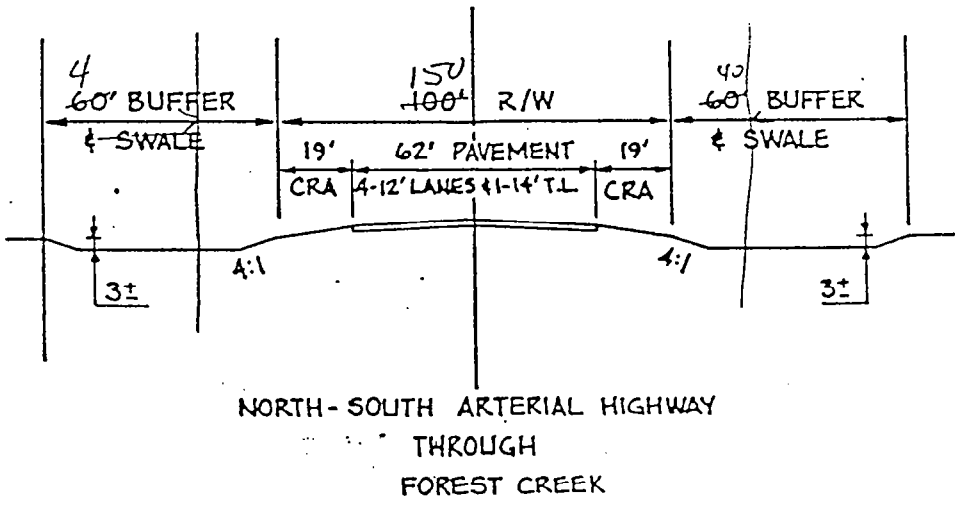 4 150 40
60' BUFFER 100' R/W 60' BUFFER
& SWALE & SWALE
19' 62' PAVEMENT 19'
CRA 4-12' LANES & 1-14' T.L. CRA
4:1 4:1
3± 3±
NORTH-SOUTH ARTERIAL HIGHWAY
THROUGH
FOREST CREEK